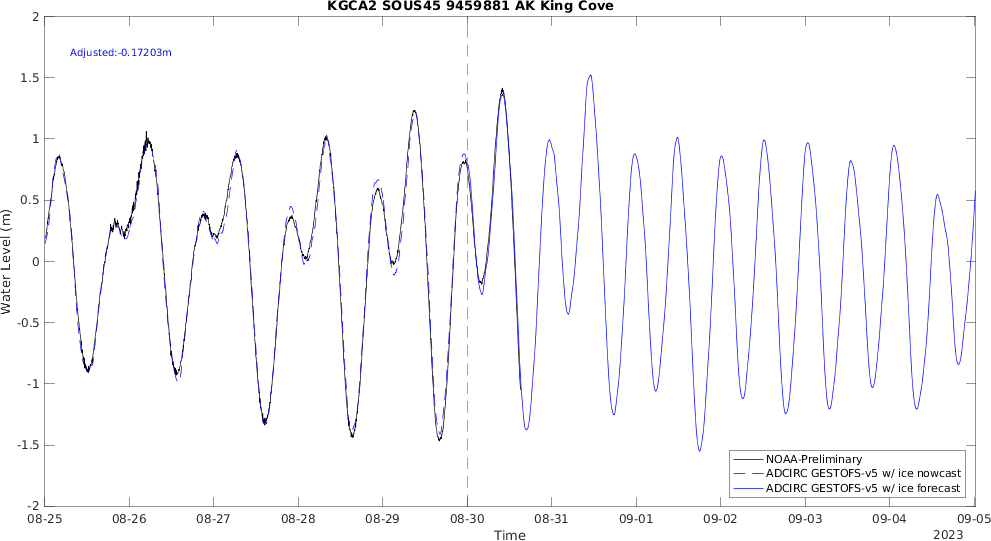 KGCA2 SOUS45 9459881 AK King Cove
Adjusted:-0.17203m
Water Level (m)
2
1.5
1
0.5
0
-0.5
-1
-1.5
-2
NOAA-Preliminary
ADCIRC GESTOFS-v5 w/ ice nowcast
ADCIRC GESTOFS-v5 w/ ice forecast
08-25 08-26 08-27 08-28 08-29 08-30 08-31 09-01 09-02 09-03 09-04 09-05
Time
2023